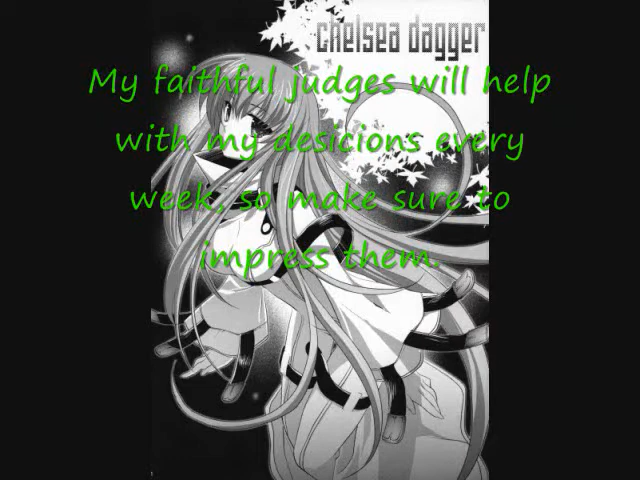 chelsea dagger
My faithful judges will help
with my desicions every
week, so make sure to
impress them.